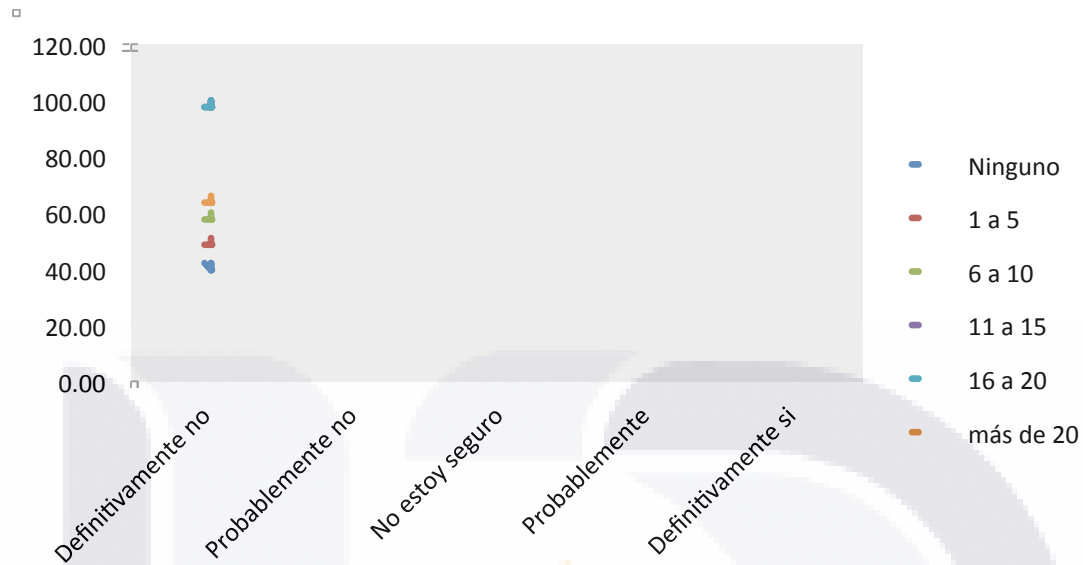 120.00
100.00
80.00
60.00
40.00
20.00
0.00
Definitivamente no
Probablemente no
No estoy seguro
Probablemente
Definitivamente si
Ninguno
1 a 5
6 a 10
11 a 15
16 a 20
más de 20